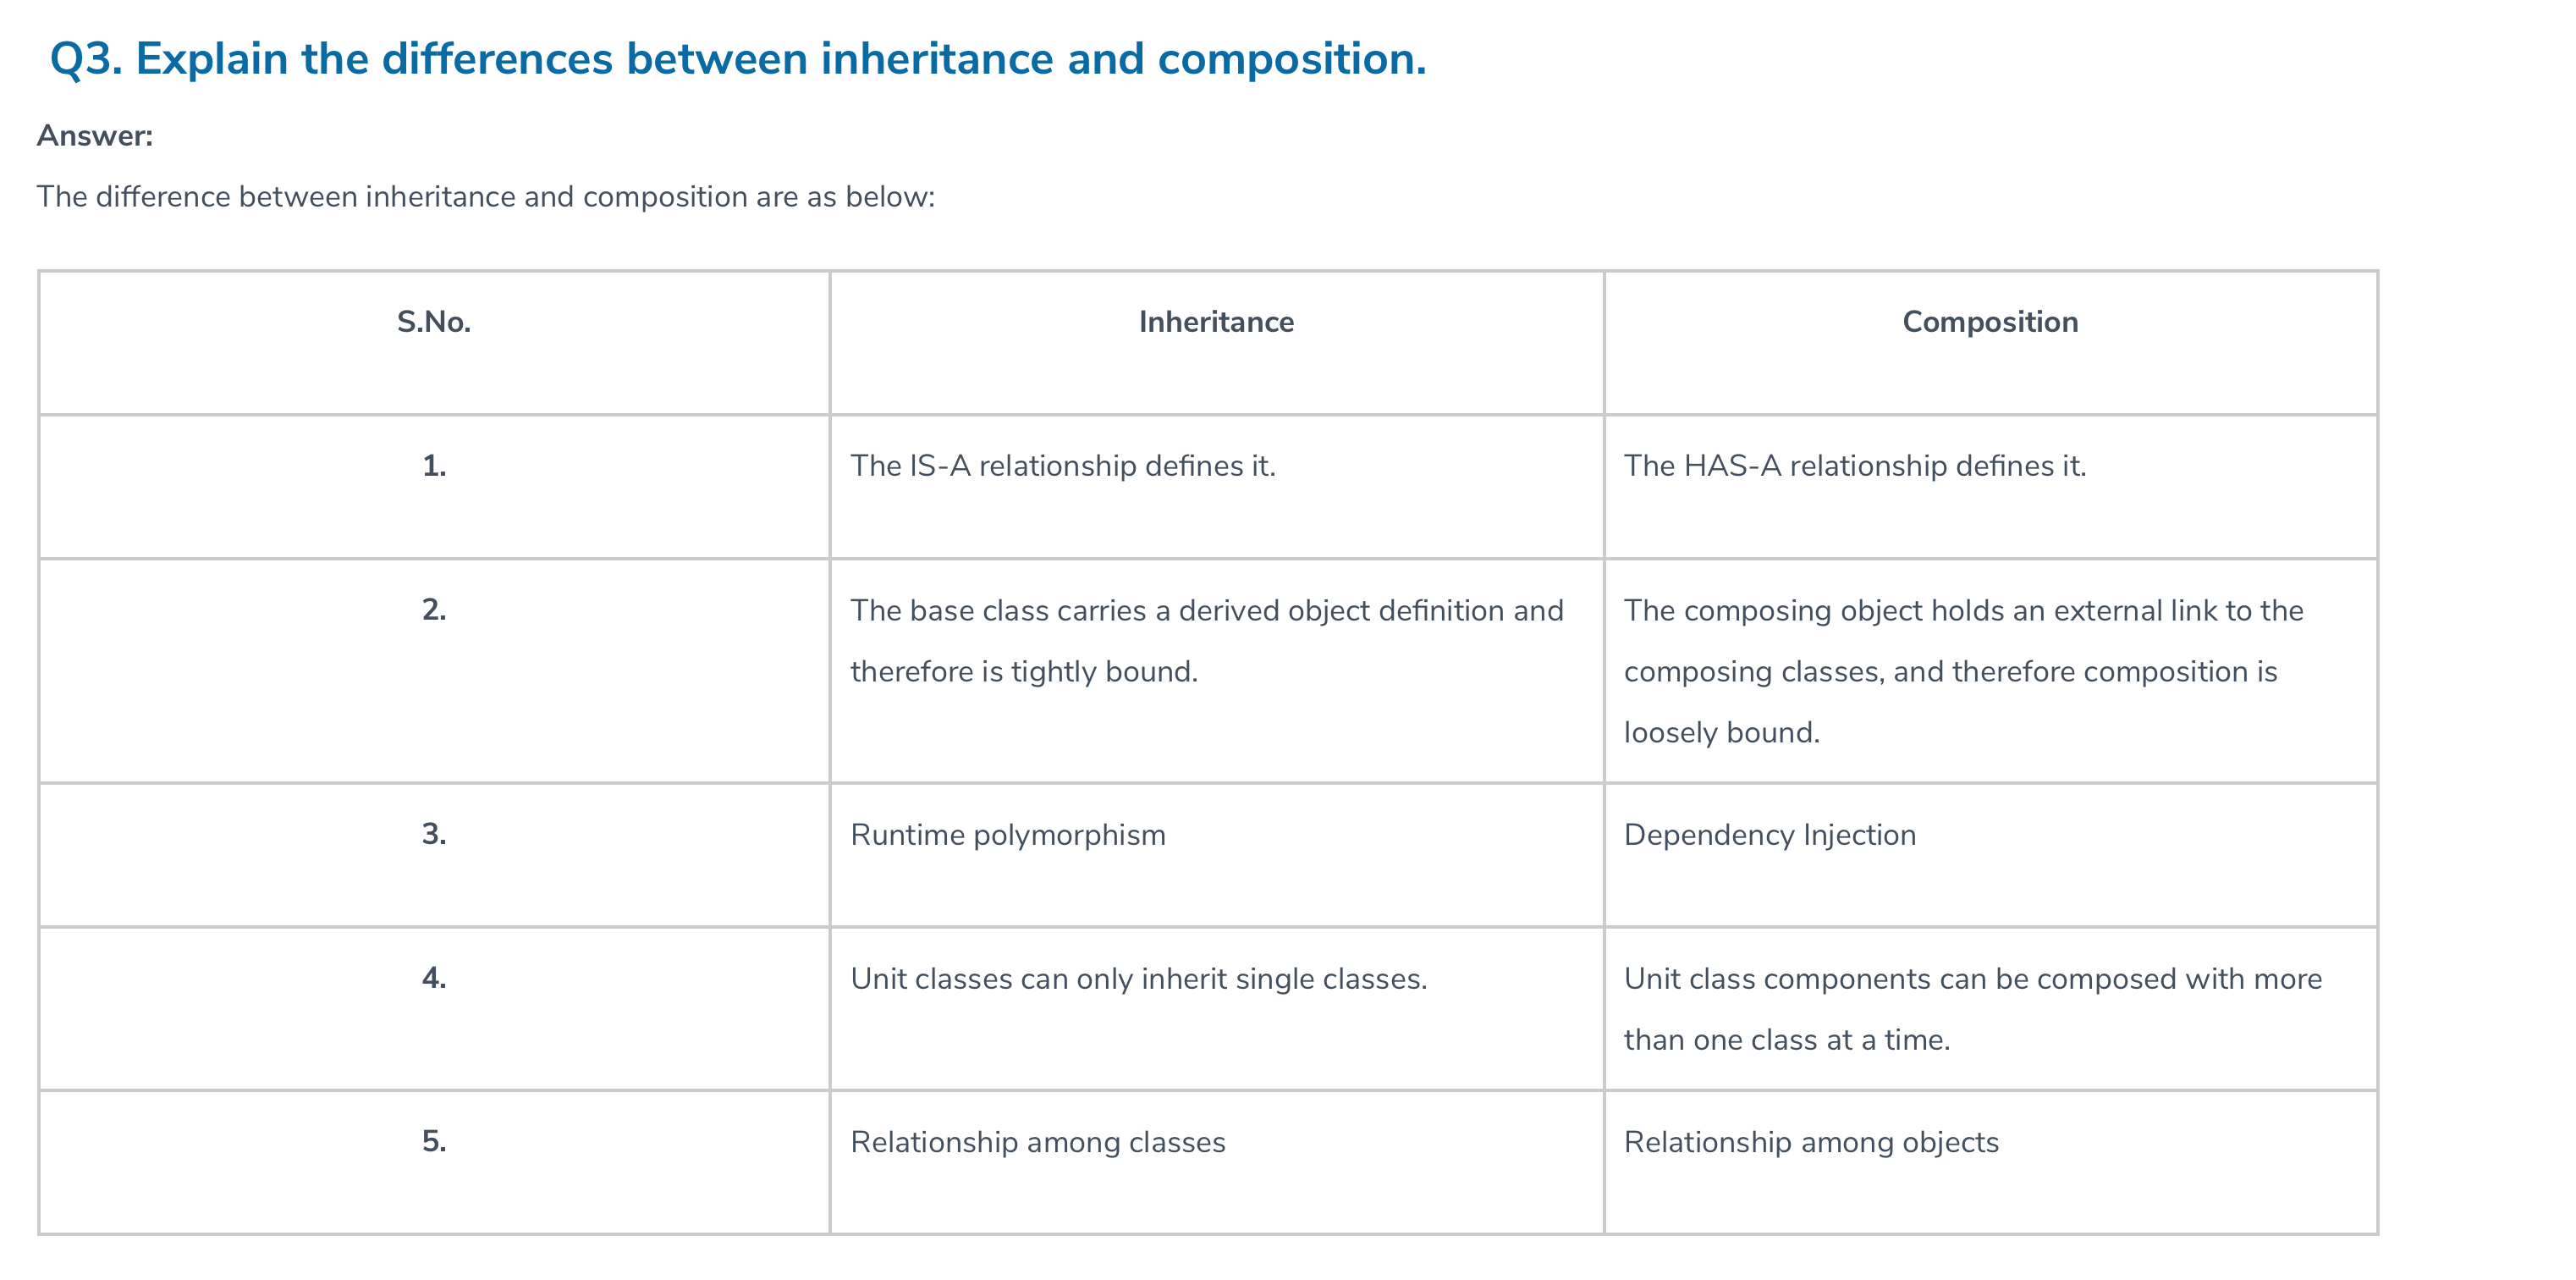 Q3. Explain the differences between inheritance and composition.
Answer:
The difference between inheritance and composition are as below:
S.No.
Inheritance
Composition
1.
The IS-A relationship defines it.
The HAS-A relationship defines it.
2.
The base class carries a derived object definition and
therefore is tightly bound.
The composing object holds an external link to the
composing classes, and therefore composition is
loosely bound.
3.
Runtime polymorphism
Dependency Injection
4.
Unit classes can only inherit single classes.
Unit class components can be composed with more
than one class at a time.
5.
Relationship among classes
Relationship among objects